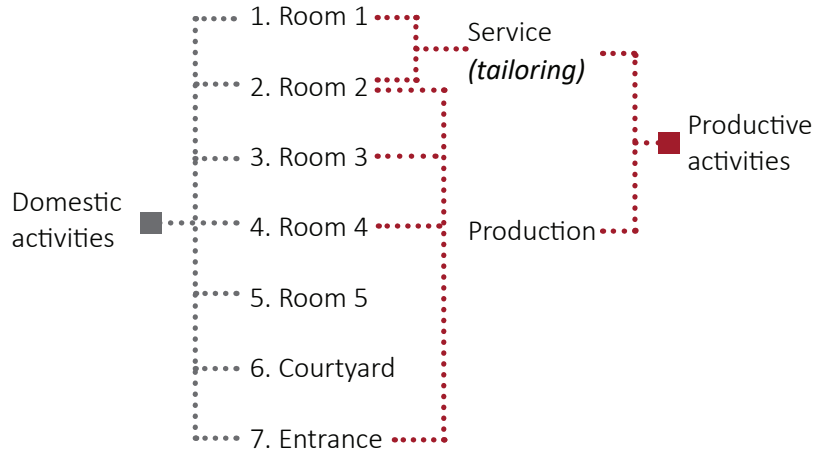 Domestic
activities
1. Room 1
2. Room 2
3. Room 3
4. Room 4
5. Room 5
6. Courtyard
7. Entrance
Service
(tailoring)
Production
Productive
activities